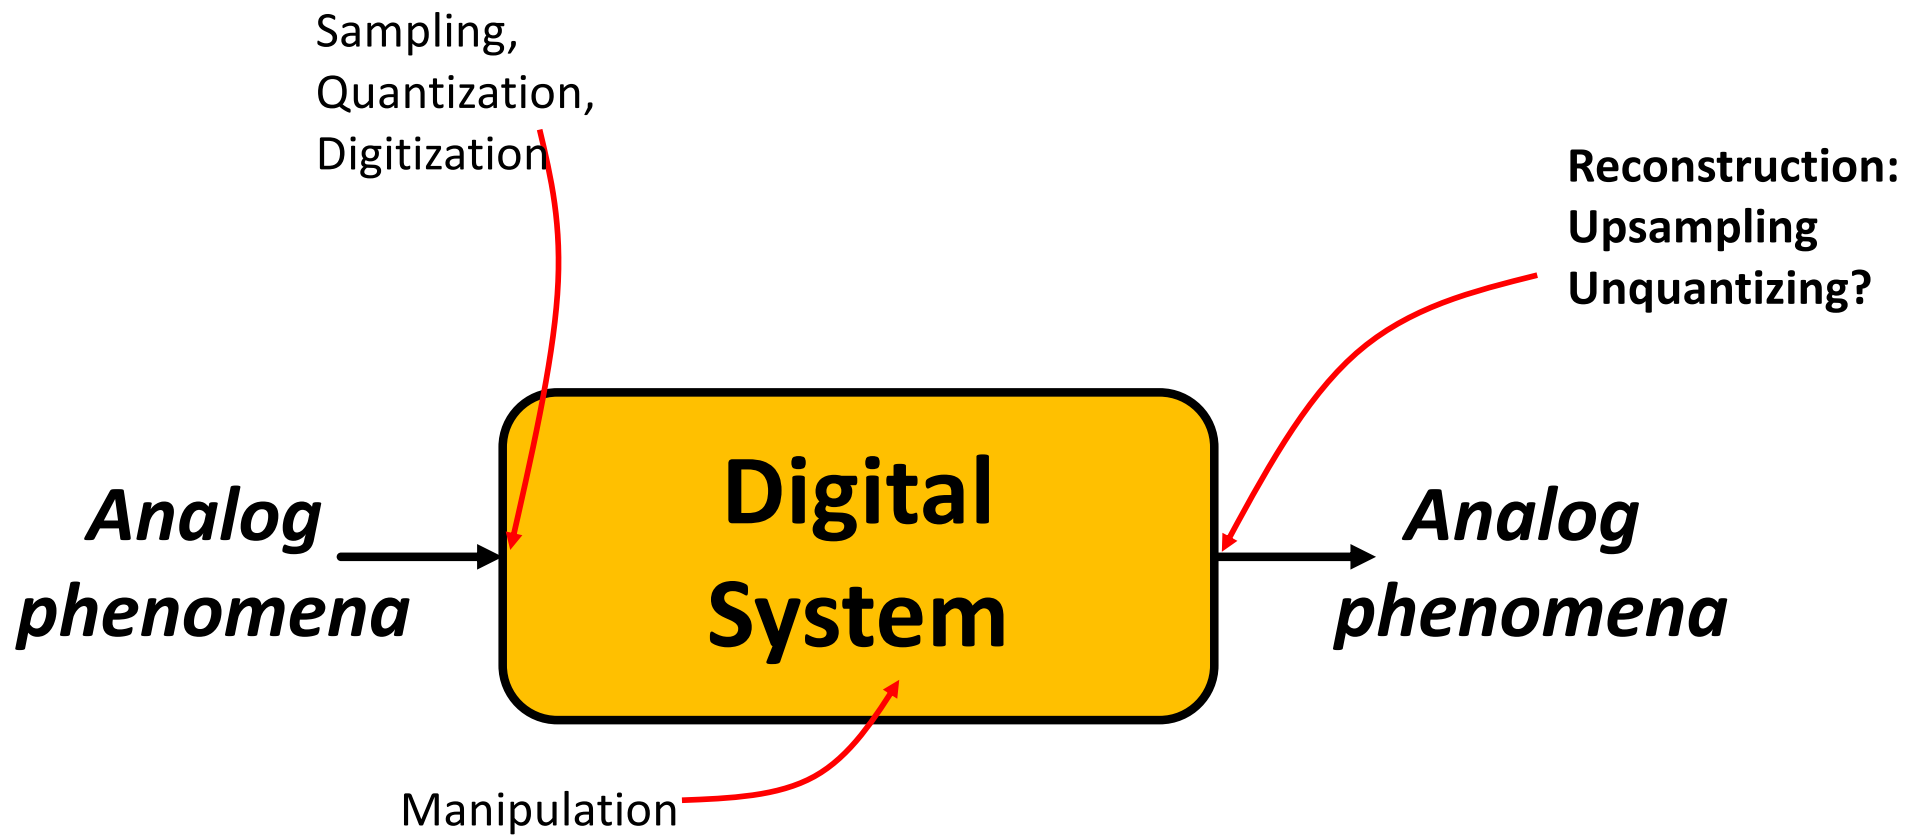 Sampling,
Quantization,
Digitization
Reconstruction:
Upsampling
Unquantizing?
Analog
phenomena
Digital
System
Analog
phenomena
Manipulation